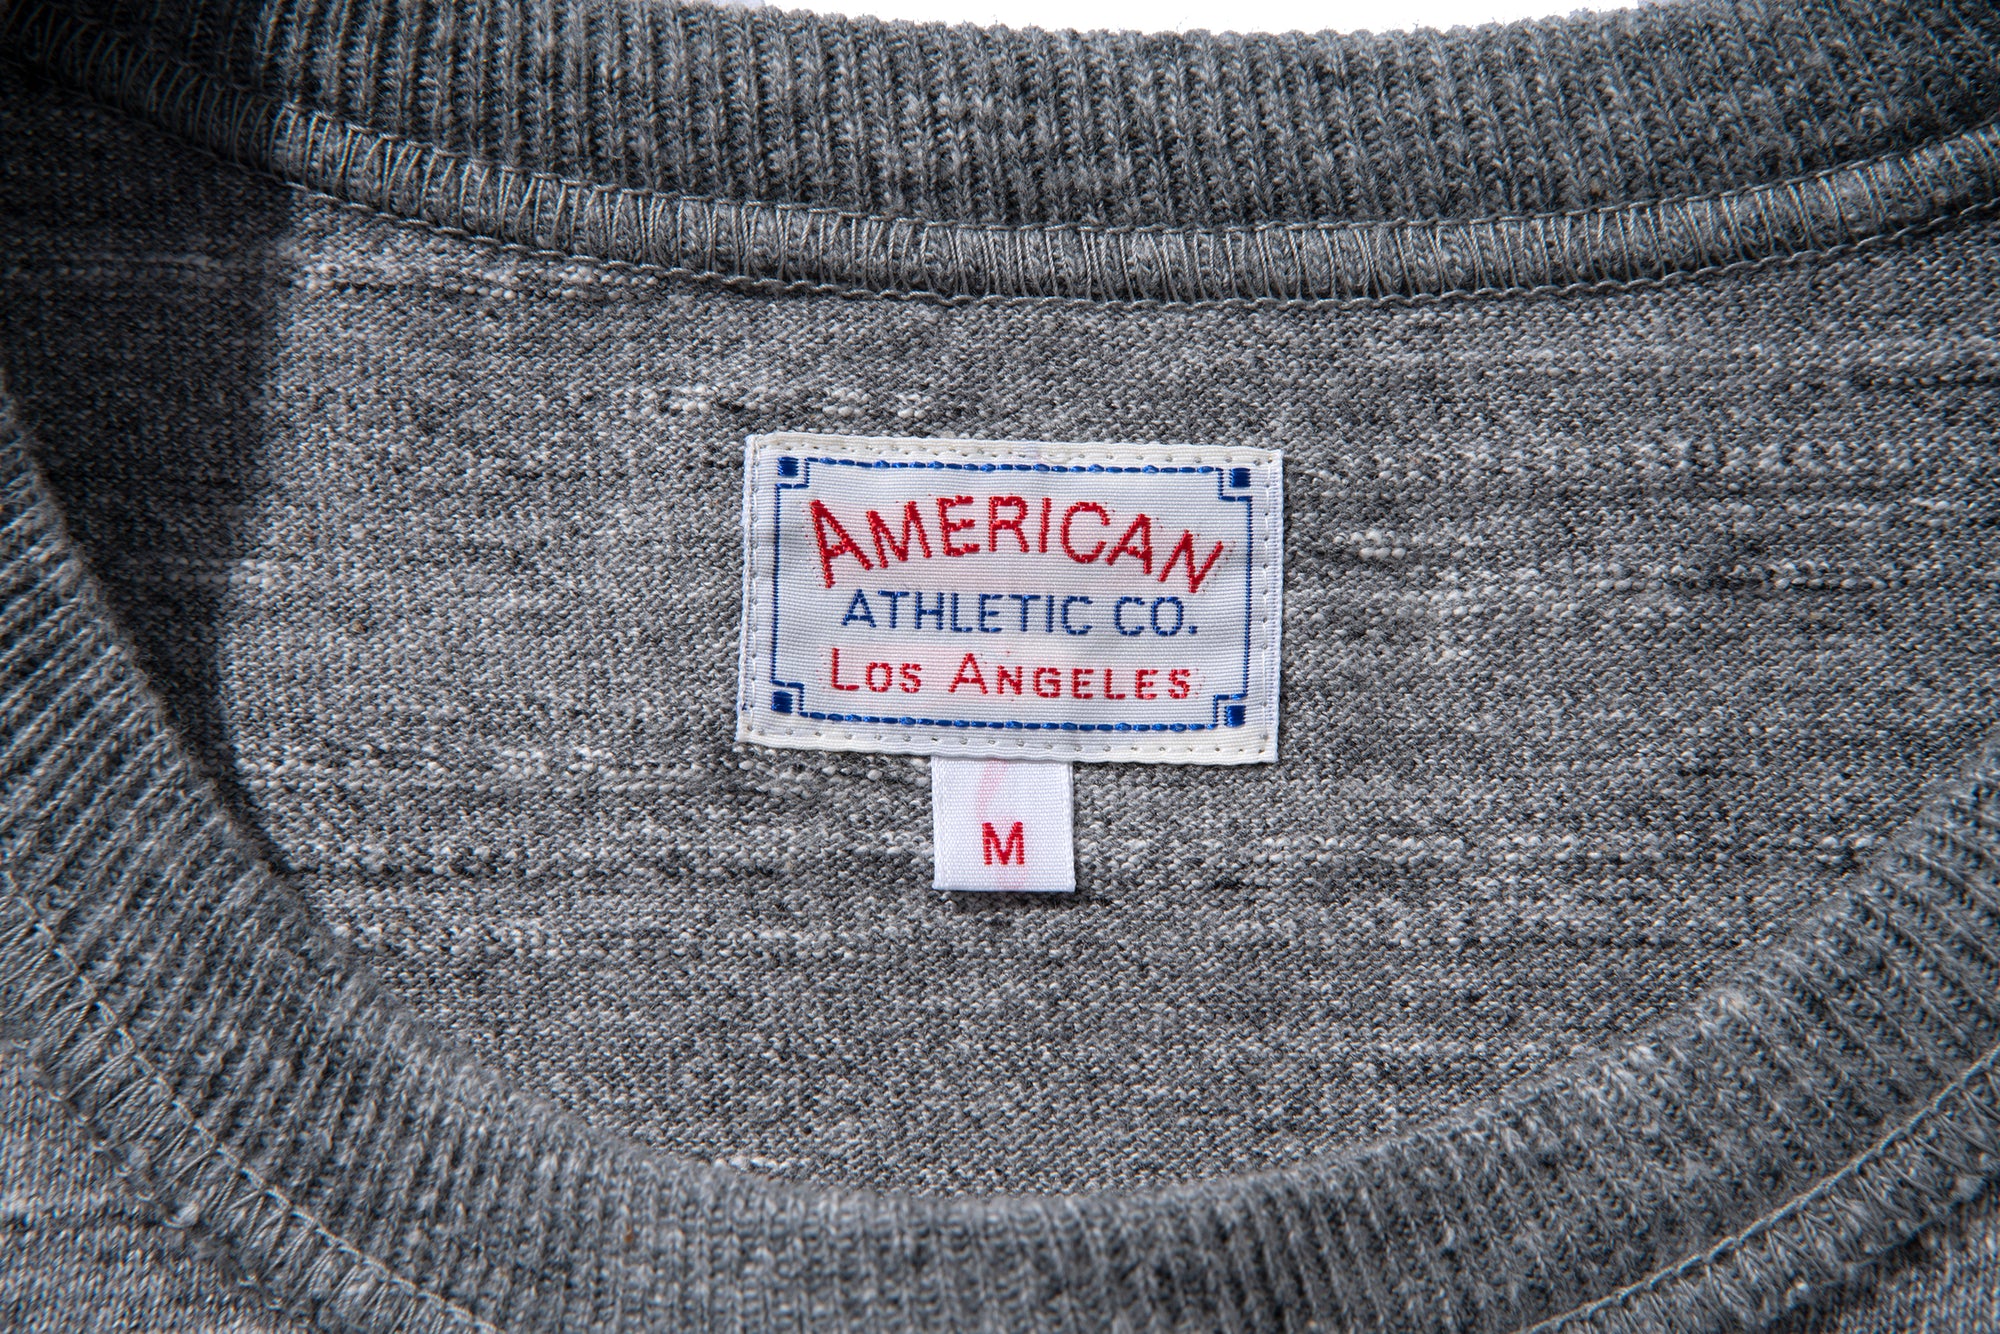 AMERICAN
ATHLETIC CO.
LOS ANGELES
M